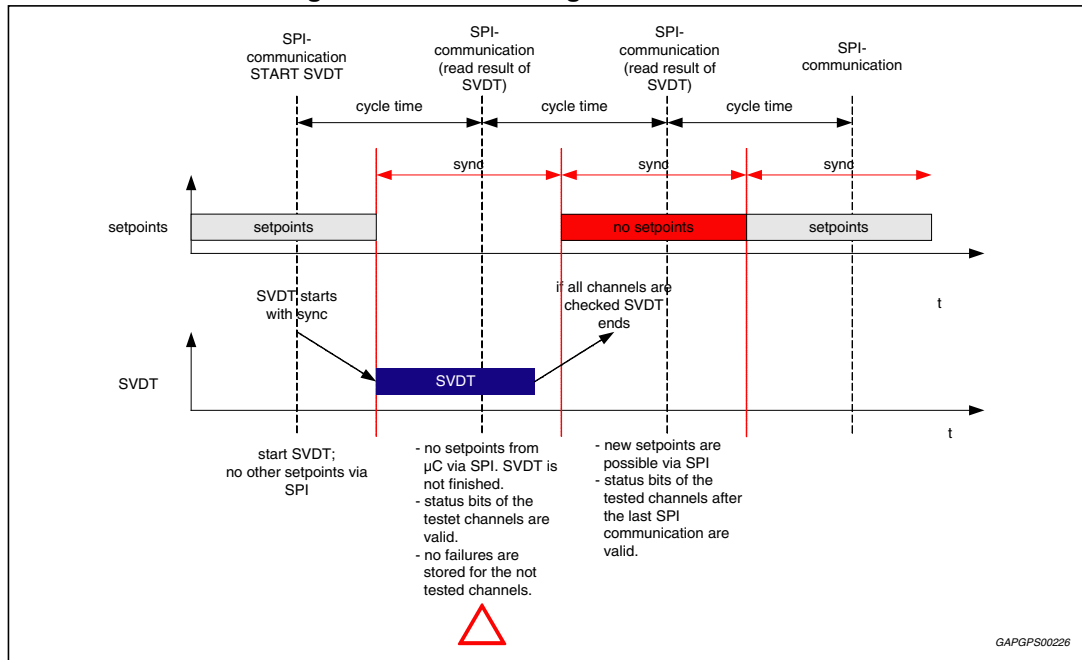 SPI-
communication
START SVDT
SPI-
communication
(read result of
SVDT)
SPI-
communication
(read result of
SVDT)
SPI-
communication
cycle time
cycle time
cycle time
sync
sync
sync
setpoints
setpoints
no setpoints
setpoints
t
SVDT starts
with sync
if all channels are
checked SVDT
ends
SVDT
SVDT
t
start SVDT;
no other setpoints via
SPI
- no setpoints from
µC via SPI. SVDT is
not finished.
- status bits of the
testet channels are
valid.
- no failures are
stored for the not
tested channels.
- new setpoints are
possible via SPI
- status bits of the
tested channels after
the last SPI
communication are
valid.
GAPGPS00226